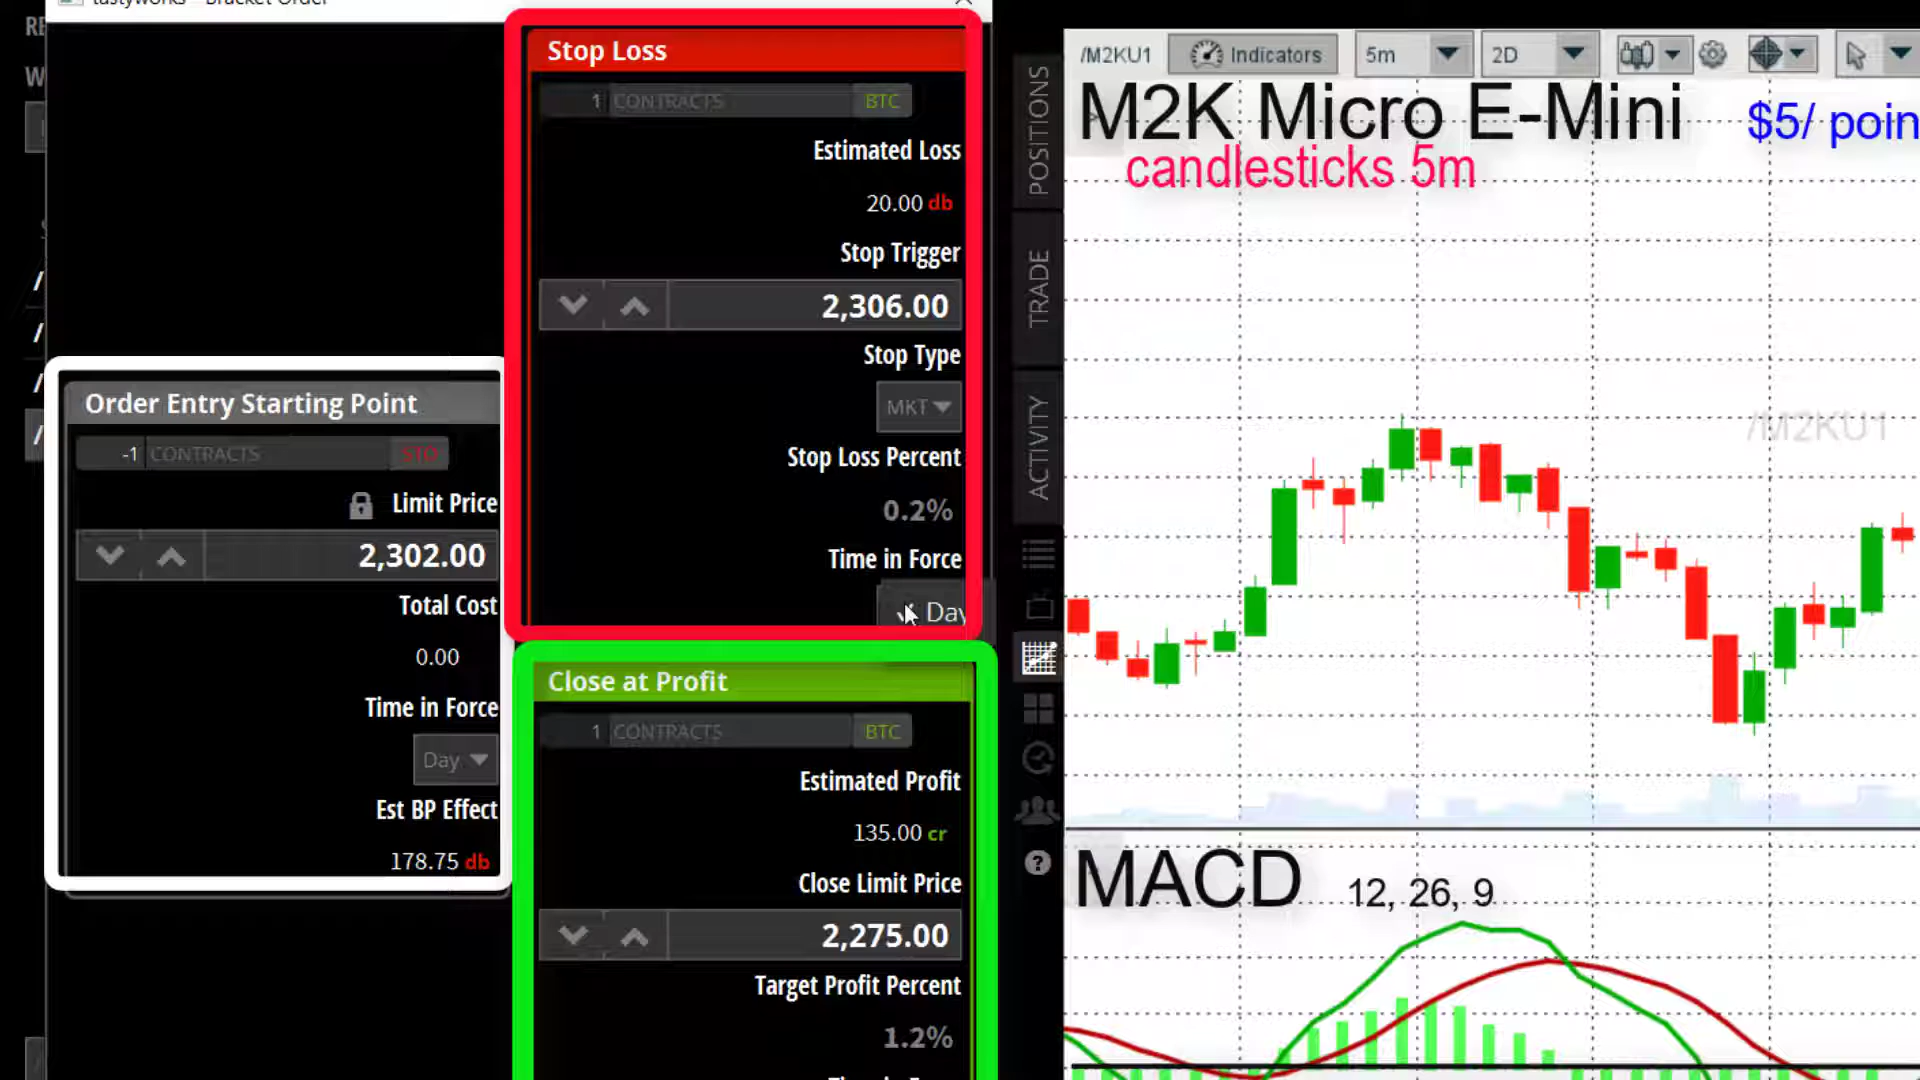 tastyworks - Bracket Order
Stop Loss
1 CONTRACTS BTC
Estimated Loss
20.00 db
Stop Trigger
2,306.00
Stop Type
MKT
Stop Loss Percent
0.2%
Time in Force
Day
Order Entry Starting Point
-1 CONTRACTS STO
Limit Price
2,302.00
Total Cost
0.00
Time in Force
Day
Est BP Effect
178.75 db
Close at Profit
1 CONTRACTS BTC
Estimated Profit
135.00 cr
Close Limit Price
2,275.00
Target Profit Percent
1.2%
POSITIONS
TRADE
ACTIVITY
/M2KU1 Indicators 5m 2D
M2K Micro E-Mini $5/ poin
candlesticks 5m
/M2KU1
MACD 12, 26, 9